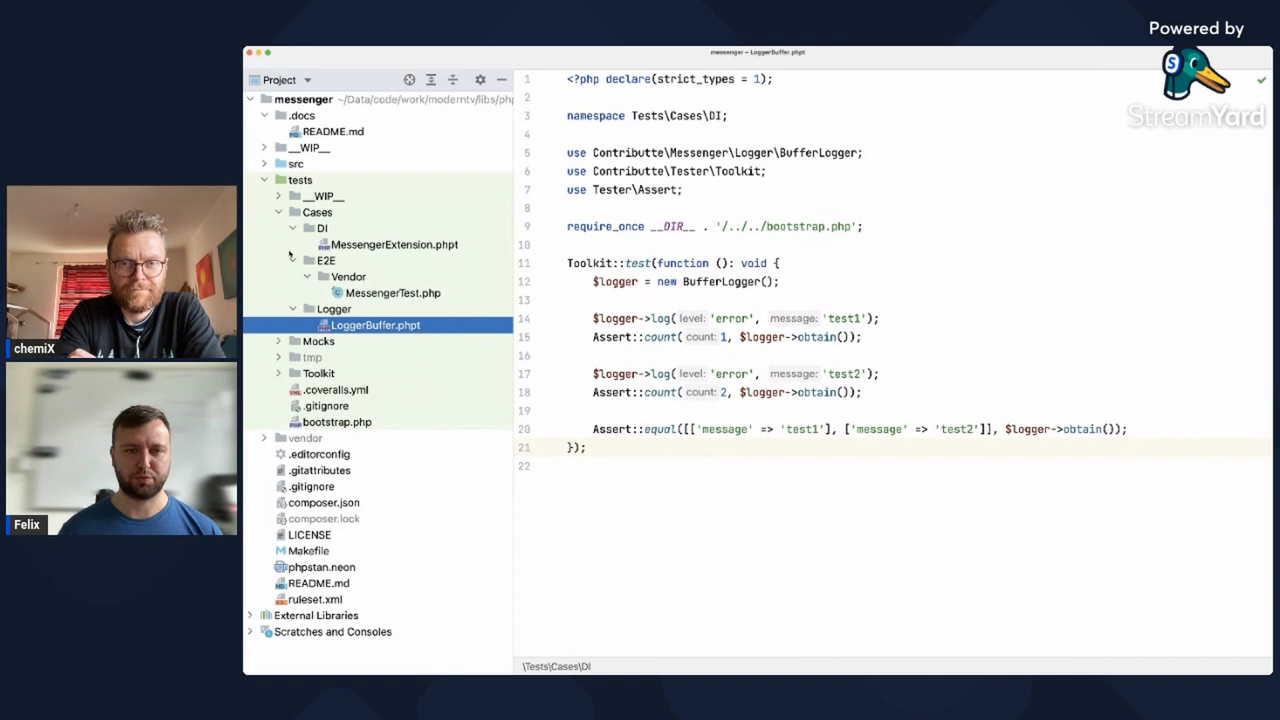 Powered by
StreamYard
messenger – LoggerBuffer.phpt
Project
messenger ~/Data/code/work/moderntv/libs/php
.docs
README.md
__WIP__
src
tests
__WIP__
Cases
DI
MessengerExtension.phpt
E2E
Vendor
MessengerTest.php
Logger
LoggerBuffer.phpt
Mocks
tmp
Toolkit
.coveralls.yml
.gitignore
bootstrap.php
vendor
.editorconfig
.gitattributes
.gitignore
composer.json
composer.lock
LICENSE
Makefile
phpstan.neon
README.md
ruleset.xml
External Libraries
Scratches and Consoles
1 <?php declare(strict_types = 1);
2
3 namespace Tests\Cases\DI;
4
5 use Contributte\Messenger\Logger\BufferLogger;
6 use Contributte\Tester\Toolkit;
7 use Tester\Assert;
8
9 require_once __DIR__ . '/../../bootstrap.php';
10
11 Toolkit::test(function (): void {
12 $logger = new BufferLogger();
13
14 $logger->log( level: 'error', message: 'test1');
15 Assert::count( count: 1, $logger->obtain());
16
17 $logger->log( level: 'error', message: 'test2');
18 Assert::count( count: 2, $logger->obtain());
19
20 Assert::equal([['message' => 'test1'], ['message' => 'test2']], $logger->obtain());
21 });
22
\Tests\Cases\DI
chemiX
Felix